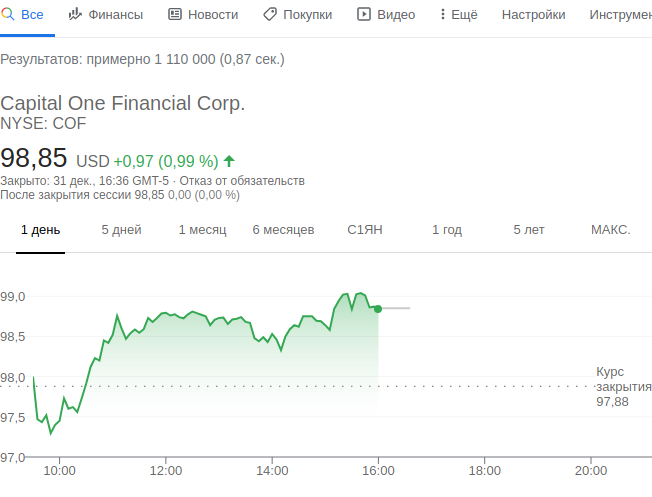 Все Финансы Новости Покупки Видео Ещё Настройки
Результатов: примерно 1 110 000 (0,87 сек.)
Capital One Financial Corp.
NYSE: COF
98,85 USD +0,97 (0,99 %)
Закрыто: 31 дек., 16:36 GMT-5 · Отказ от обязательств
После закрытия сессии 98,85 0,00 (0,00 %)
1 день 5 дней 1 месяц 6 месяцев С1ЯН 1 год 5 лет МАКС.
99,0
98,5
98,0
Курс
закрытия
97,88
97,5
97,0
10:00 12:00 14:00 16:00 18:00 20:00